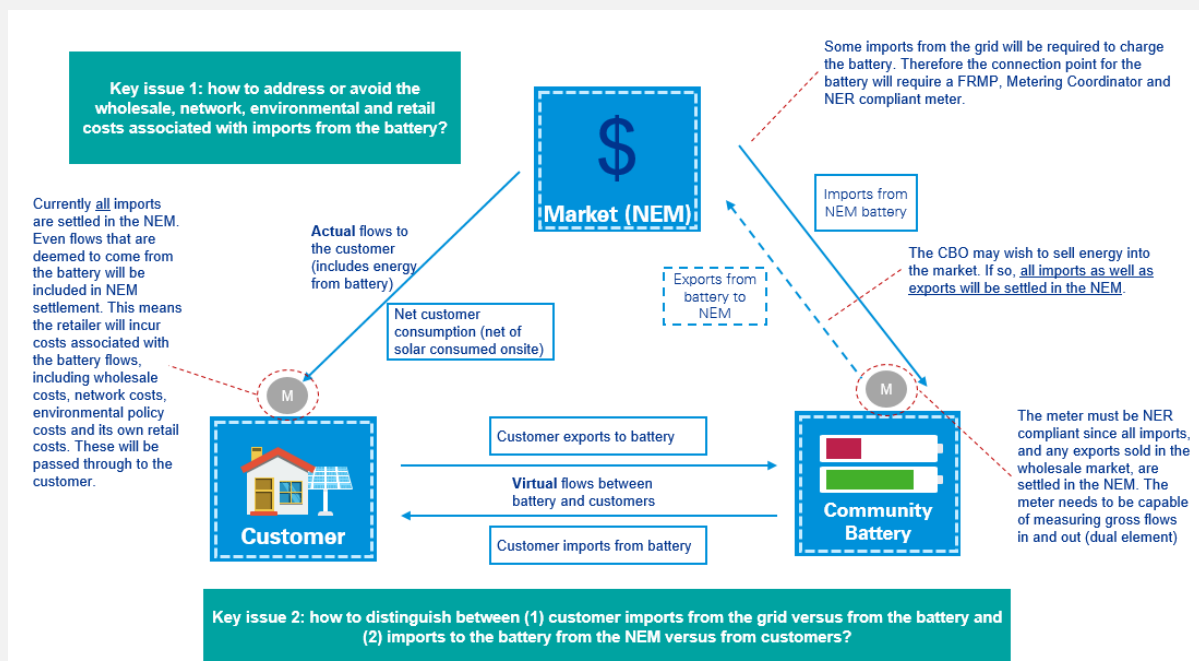 Key issue 1: how to address or avoid the
wholesale, network, environmental and retail
costs associated with imports from the battery?
Some imports from the grid will be required to charge
the battery. Therefore the connection point for the
battery will require a FRMP, Metering Coordinator and
NER compliant meter.
$
Market (NEM)
Currently all imports
are settled in the NEM.
Even flows that are
deemed to come from
the battery will be
included in NEM
settlement. This means
the retailer will incur
costs associated with
the battery flows,
including wholesale
costs, network costs,
environmental policy
costs and its own retail
costs. These will be
passed through to the
customer.
Actual flows to
the customer
(includes energy
from battery)
Net customer
consumption (net of
solar consumed onsite)
Imports from
NEM battery
Exports from
battery to
NEM
The CBO may wish to sell energy into
the market. If so, all imports as well as
exports will be settled in the NEM.
M
M
Customer
Customer exports to battery
Virtual flows between
battery and customers
Customer imports from battery
Community
Battery
The meter must be NER
compliant since all imports,
and any exports sold in the
wholesale market, are
settled in the NEM. The
meter needs to be capable
of measuring gross flows
in and out (dual element)
Key issue 2: how to distinguish between (1) customer imports from the grid versus from the battery and
(2) imports to the battery from the NEM versus from customers?